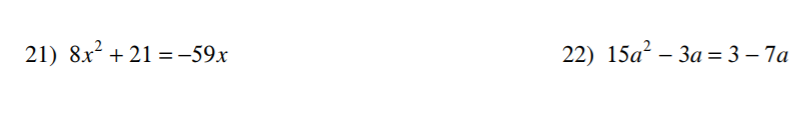 21) 8x² + 21 = −59x
22) 15a² − 3a = 3 − 7a